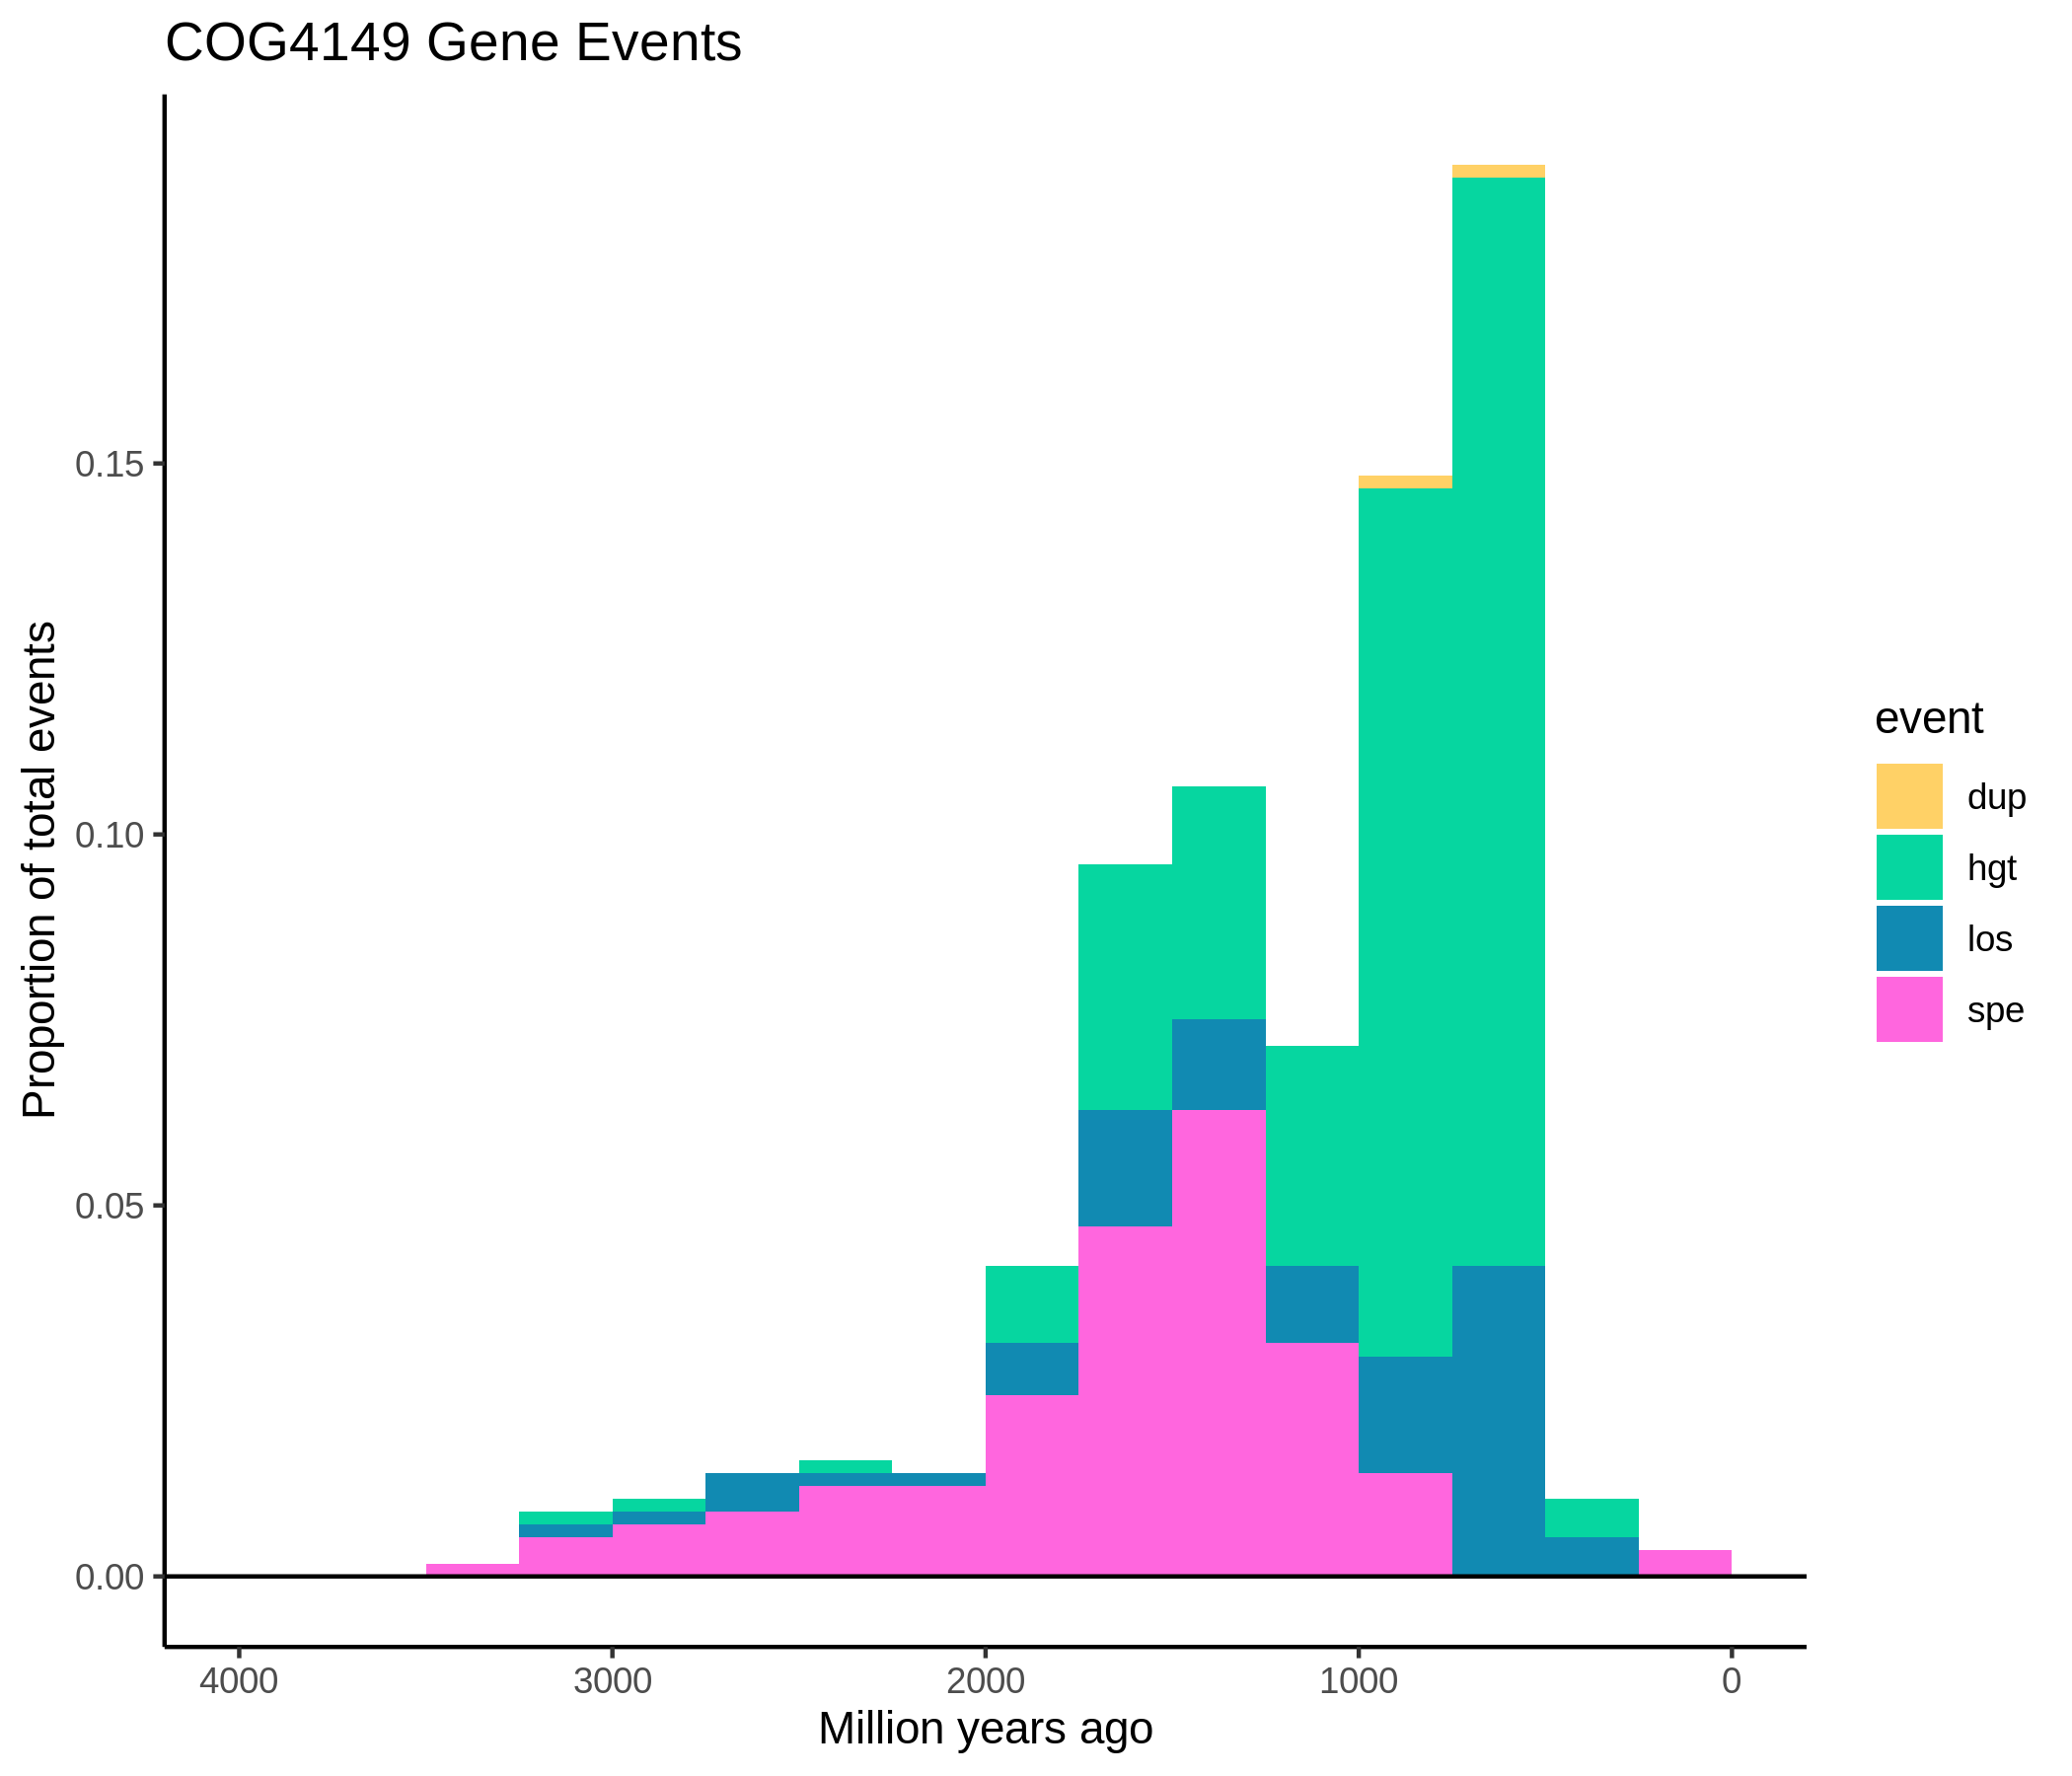 COG4149 Gene Events
Proportion of total events
0.15
0.10
0.05
0.00
4000 3000 2000 1000 0
Million years ago
event
dup
hgt
los
spe